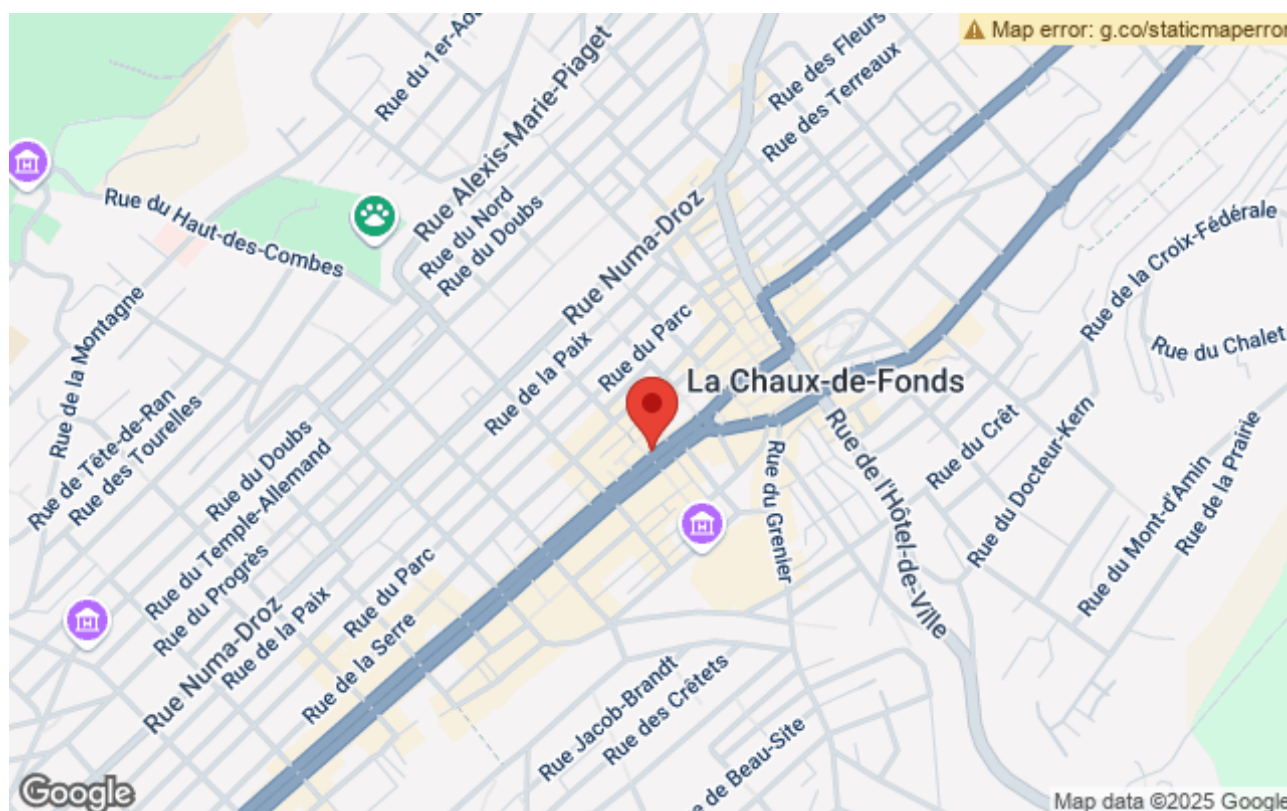 Map error: g.co/staticmaperror
Rue du 1er-Aoû
Rue Alexis-Marie-Piaget
Rue des Fleurs
Rue des Terreaux
Rue du Haut-des-Combes
Rue du Nord
Rue du Doubs
Rue Numa-Droz
Rue de la Croix-Fédérale
Rue du Chalet
Rue de la Montagne
Rue du Parc
Rue de la Paix
La Chaux-de-Fonds
Rue de Tête-de-Ran
Rue des Tourelles
Rue du Doubs
Rue du Temple-Allemand
Rue du Progrès
Rue Numa-Droz
Rue de la Paix
Rue du Parc
Rue de la Serre
Rue du Grenier
Rue de l'Hôtel-de-Ville
Rue du Crêt
Rue du Docteur-Kern
Rue du Mont-d'Amin
Rue de la Prairie
Rue Jacob-Brandt
Rue des Crêtets
e de Beau-Site
Google
Map data ©2025 Google